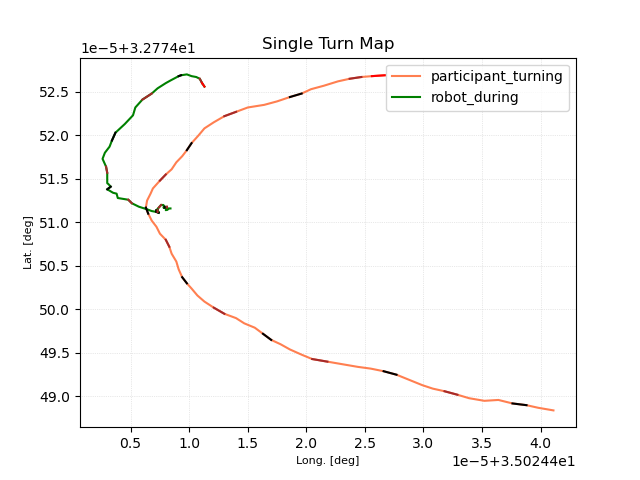 Single Turn Map
1e−5+3.2774e1
participant_turning
robot_during
52.5
52.0
51.5
51.0
50.5
50.0
49.5
49.0
Lat. [deg]
0.5 1.0 1.5 2.0 2.5 3.0 3.5 4.0
Long. [deg]
1e−5+3.50244e1